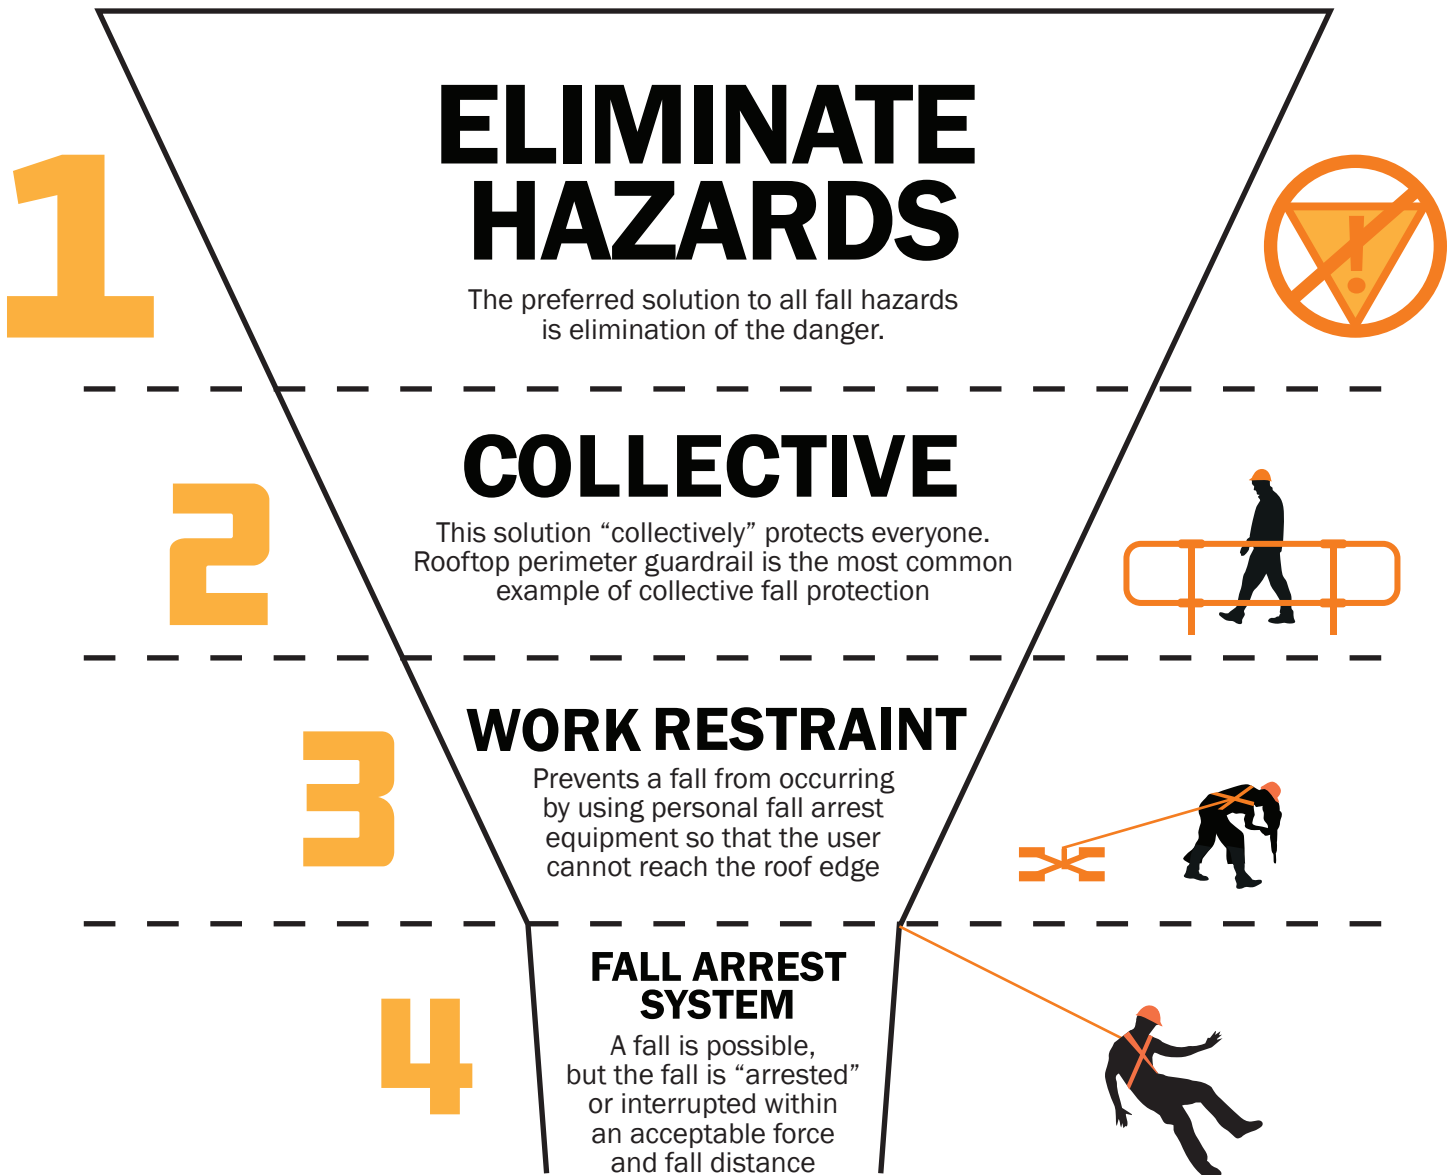 1
ELIMINATE
HAZARDS
The preferred solution to all fall hazards
is elimination of the danger.
!
2
COLLECTIVE
This solution “collectively” protects everyone.
Rooftop perimeter guardrail is the most common
example of collective fall protection
3
WORK RESTRAINT
Prevents a fall from occurring
by using personal fall arrest
equipment so that the user
cannot reach the roof edge
4
FALL ARREST
SYSTEM
A fall is possible,
but the fall is “arrested”
or interrupted within
an acceptable force
and fall distance